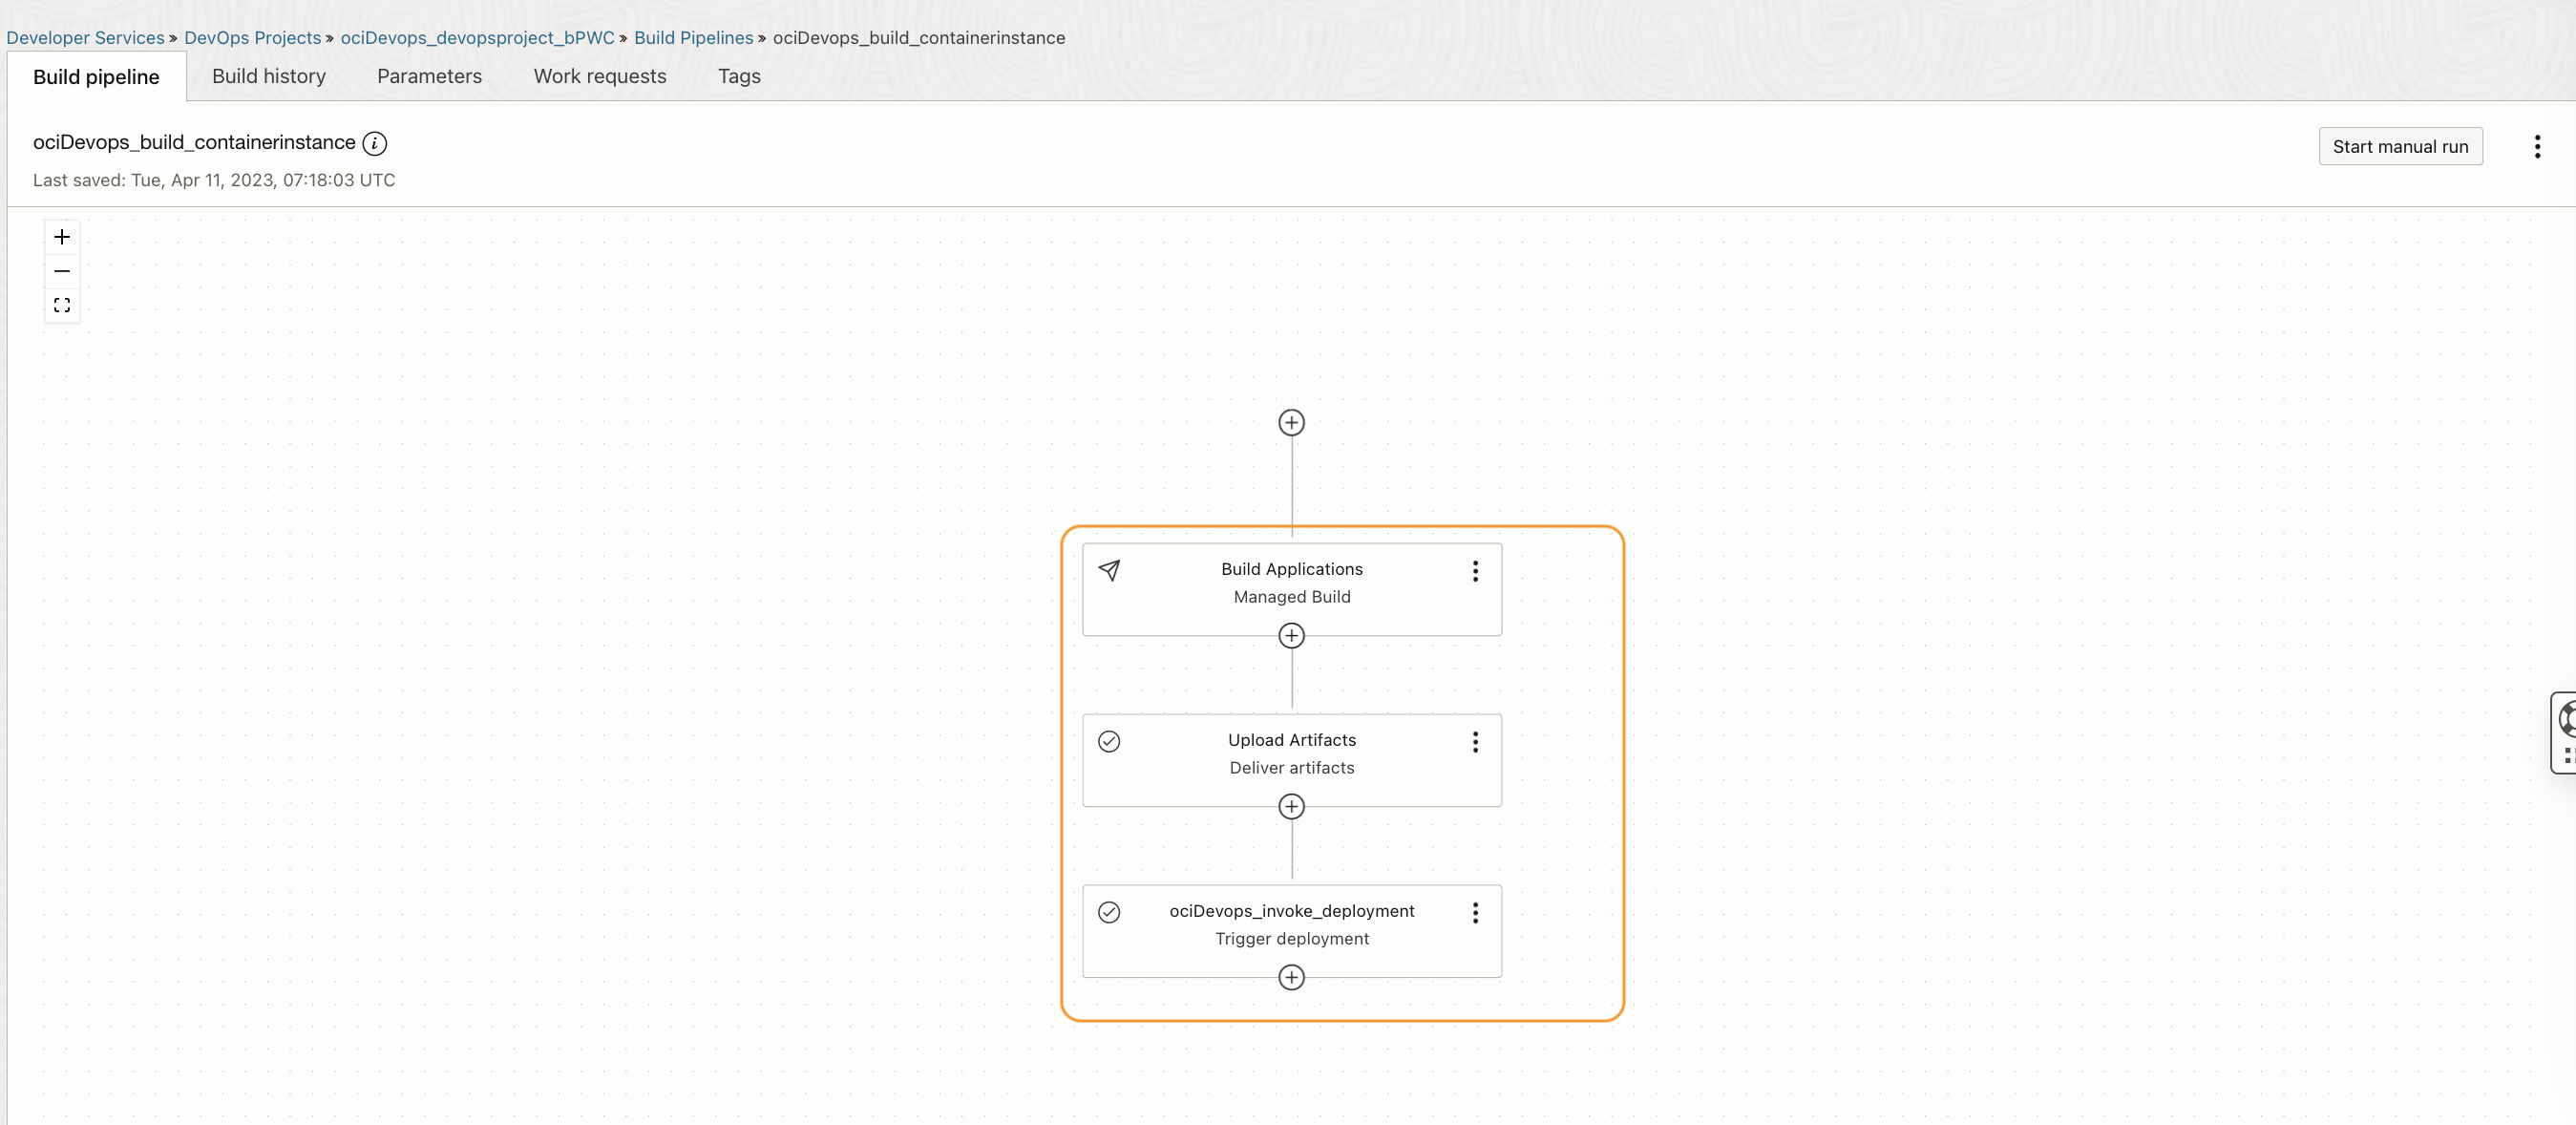 Developer Services » DevOps Projects » ociDevops_devopsproject_bPWC » Build Pipelines » ociDevops_build_containerinstance
Build pipeline Build history Parameters Work requests Tags
ociDevops_build_containerinstance
Start manual run
Last saved: Tue, Apr 11, 2023, 07:18:03 UTC
Build Applications
Managed Build
Upload Artifacts
Deliver artifacts
ociDevops_invoke_deployment
Trigger deployment